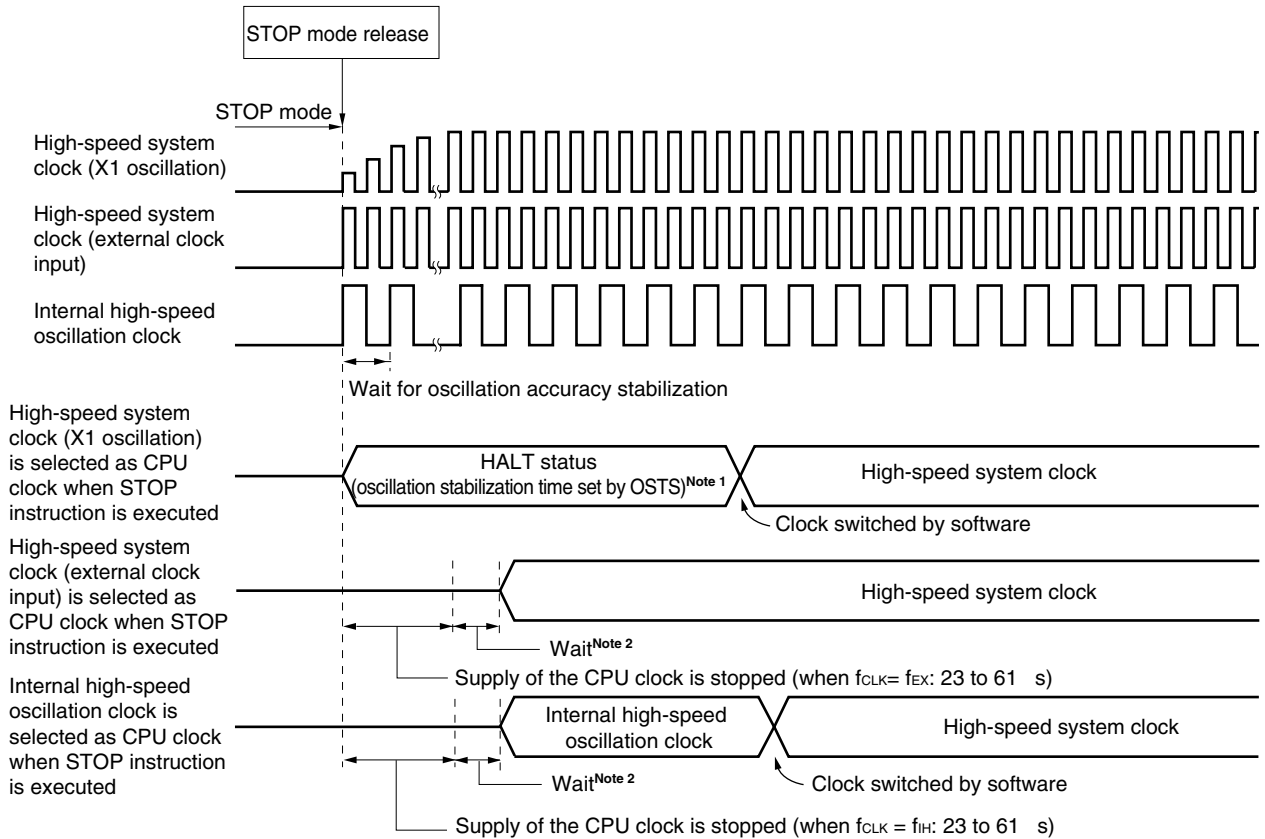 STOP mode release
STOP mode
High-speed system
clock (X1 oscillation)
High-speed system
clock (external clock
input)
Internal high-speed
oscillation clock
Wait for oscillation accuracy stabilization
High-speed system
clock (X1 oscillation)
is selected as CPU
clock when STOP
instruction is executed
HALT status
(oscillation stabilization time set by OSTS)Note 1
High-speed system clock
Clock switched by software
High-speed system
clock (external clock
input) is selected as
CPU clock when STOP
instruction is executed
High-speed system clock
WaitNote 2
Supply of the CPU clock is stopped (when fCLK= fEX: 23 to 61 s)
Internal high-speed
oscillation clock is
selected as CPU clock
when STOP instruction
is executed
Internal high-speed
oscillation clock
High-speed system clock
WaitNote 2
Clock switched by software
Supply of the CPU clock is stopped (when fCLK = fIH: 23 to 61 s)